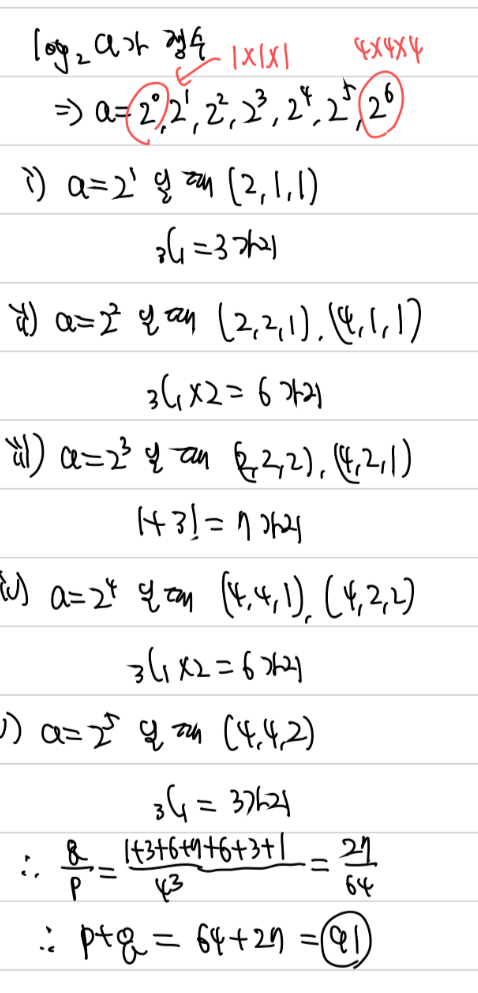 log₂a가 정수
1×1×1 4×4×4
⇒ a=2⁰, 2¹, 2², 2³, 2⁴, 2⁵, 2⁶
i) a=2¹ 일 때 (2,1,1)
₃C₁=3가지
ii) a=2² 일 때 (2,2,1), (4,1,1)
₃C₁×2=6가지
iii) a=2³ 일 때 (2,2,2), (4,2,1)
1+3!=7가지
iv) a=2⁴ 일 때 (4,4,1), (4,2,2)
₃C₁×2=6가지
v) a=2⁵ 일 때 (4,4,2)
₃C₁=3가지
∴ q/p = (1+3+6+7+6+3+1)/4³ = 27/64
∴ p+q = 64+27 = 91